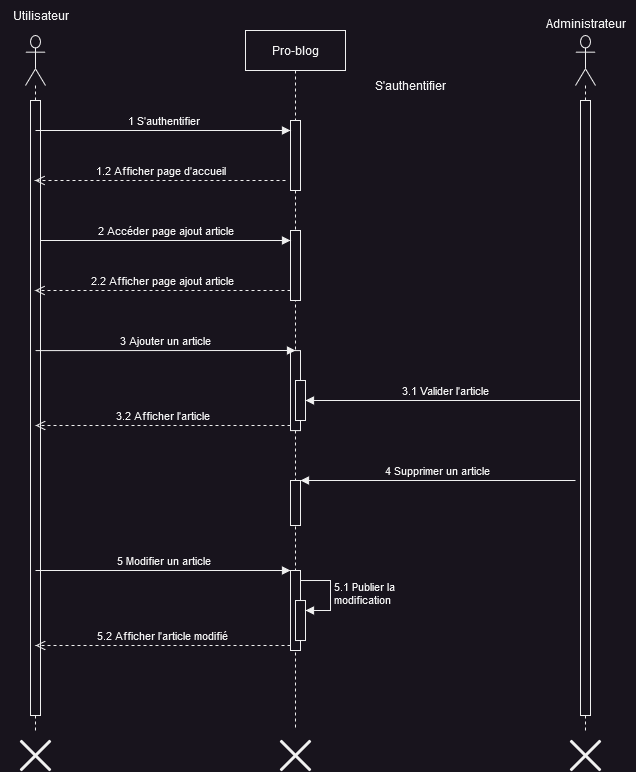 Utilisateur
Administrateur
Pro-blog
S'authentifier
1 S'authentifier
1.2 Afficher page d'accueil
2 Accéder page ajout article
2.2 Afficher page ajout article
3 Ajouter un article
3.1 Valider l'article
3.2 Afficher l'article
4 Supprimer un article
5 Modifier un article
5.1 Publier la
modification
5.2 Afficher l'article modifié